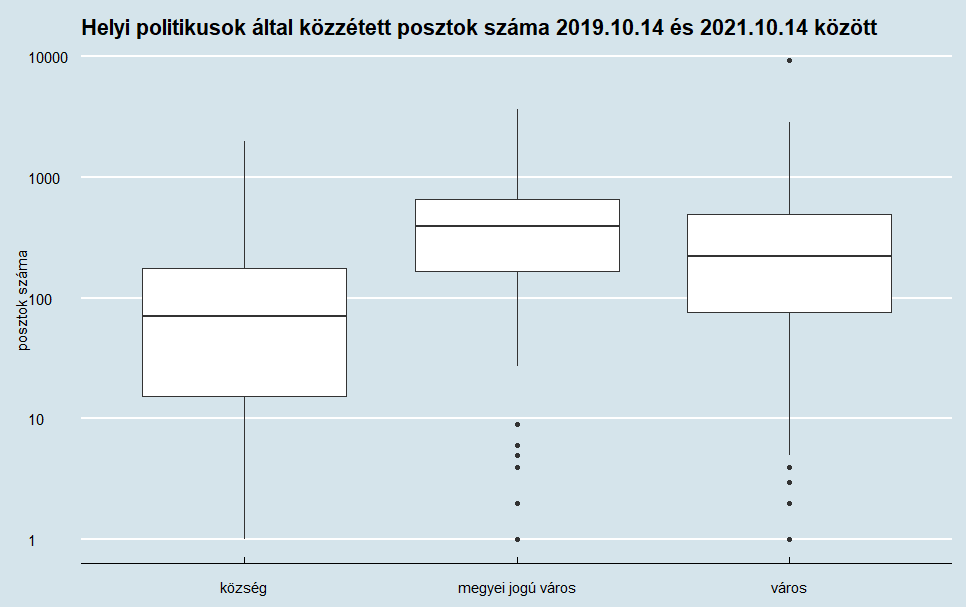 Helyi politikusok által közzétett posztok száma 2019.10.14 és 2021.10.14 között
10000
1000
posztok száma
100
10
1
község
megyei jogú város
város